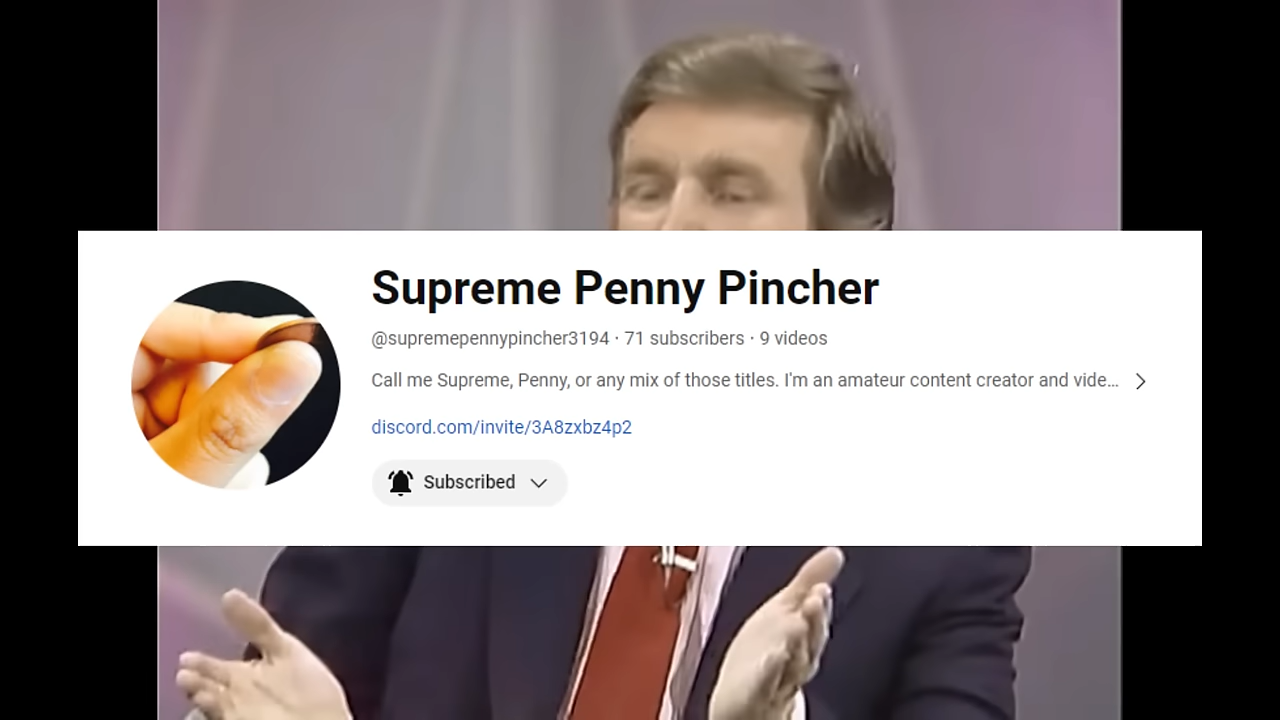 Supreme Penny Pincher
@supremepennypincher3194 · 71 subscribers · 9 videos
Call me Supreme, Penny, or any mix of those titles. I'm an amateur content creator and vide...
discord.com/invite/3A8zxbz4p2
Subscribed